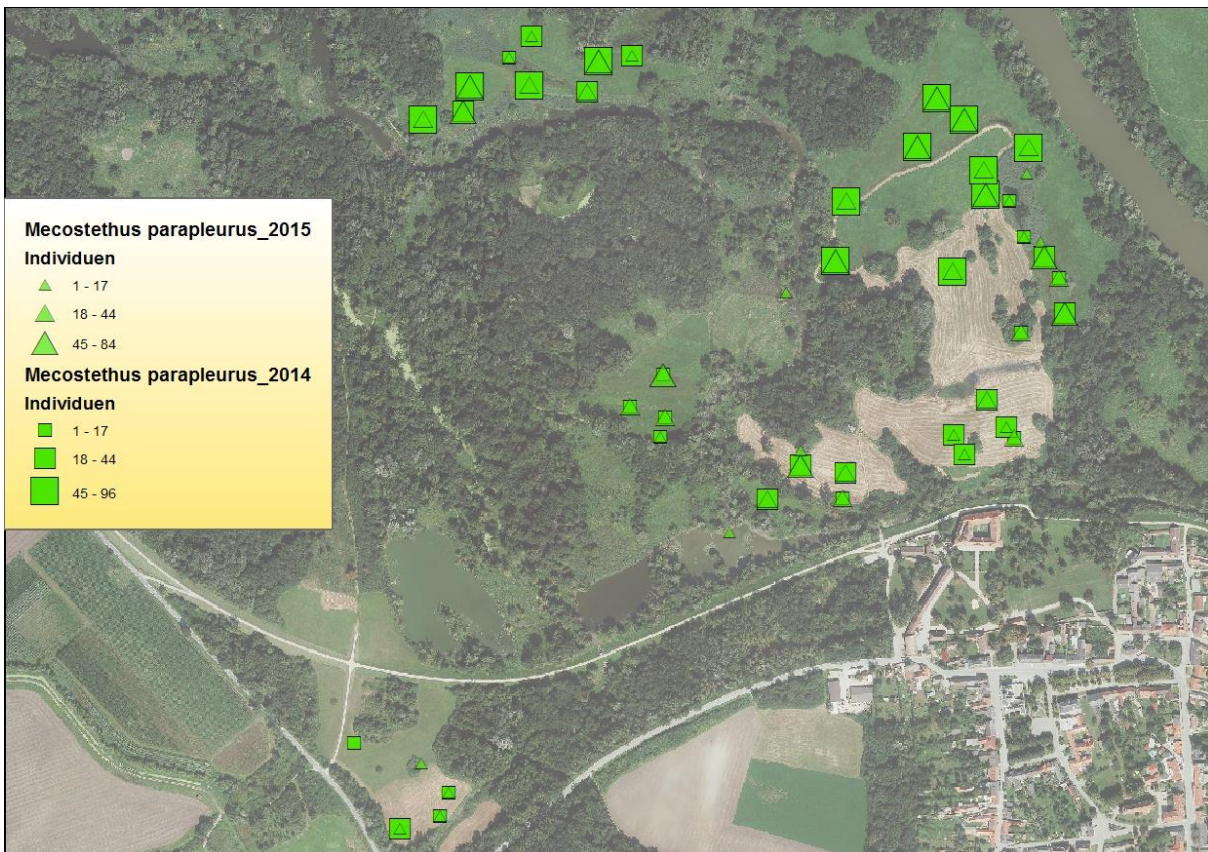 Mecostethus parapleurus_2015
Individuen
1 - 17
18 - 44
45 - 84
Mecostethus parapleurus_2014
Individuen
1 - 17
18 - 44
45 - 96